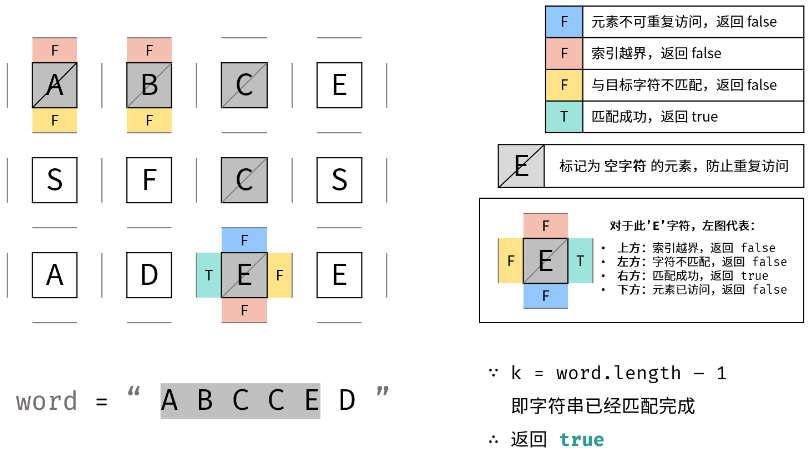 F F
A B C E
F F
S F C S
F
A D T E F E
F
word = “ A B C C E D ”
F 元素不可重复访问，返回 false
F 索引越界，返回 false
F 与目标字符不匹配，返回 false
T 匹配成功，返回 true
E 标记为 空字符 的元素，防止重复访问
F
F E T
F
对于此'E'字符，左图代表：
• 上方：索引越界，返回 false
• 左方：字符不匹配，返回 false
• 右方：匹配成功，返回 true
• 下方：元素已访问，返回 false
∵ k = word.length − 1
即字符串已经匹配完成
∴ 返回 true